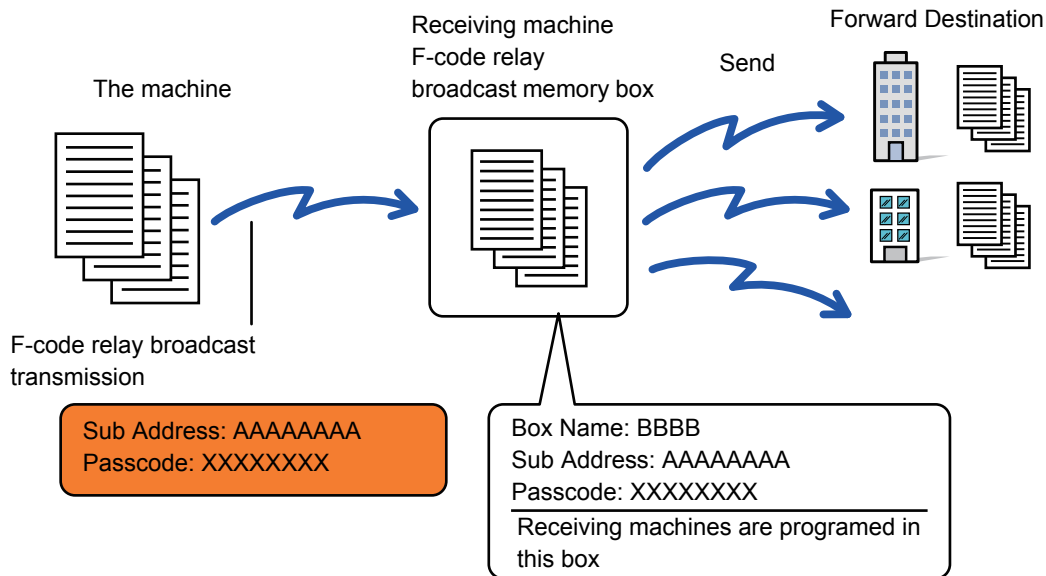 The machine
Receiving machine
F-code relay
broadcast memory box
Send
Forward Destination
F-code relay broadcast
transmission
Sub Address: AAAAAAAA
Passcode: XXXXXXXX
Box Name: BBBB
Sub Address: AAAAAAAA
Passcode: XXXXXXXX
Receiving machines are programed in
this box